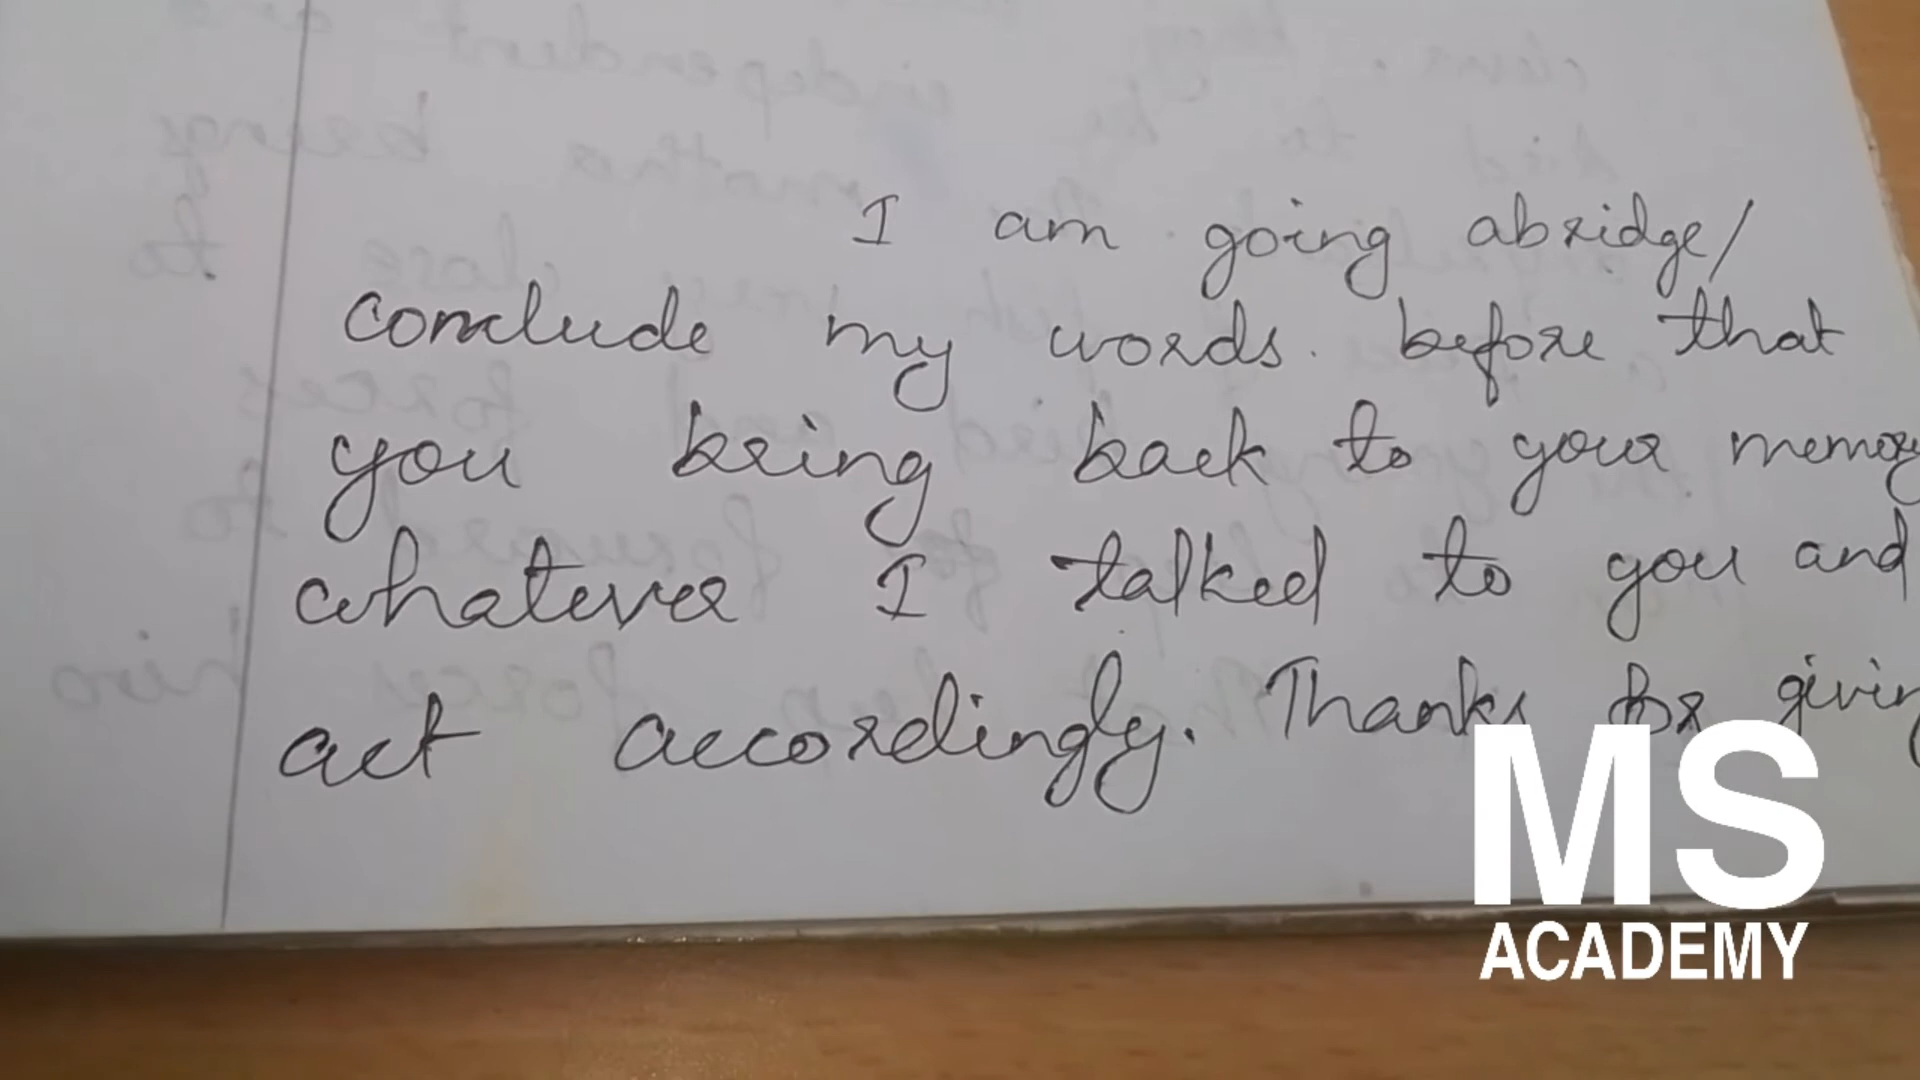 I am going abridge/
conclude my words. before that
you bring back to your memory
whatever I talked to you and
act accordingly. Thanks for givin
MS
ACADEMY